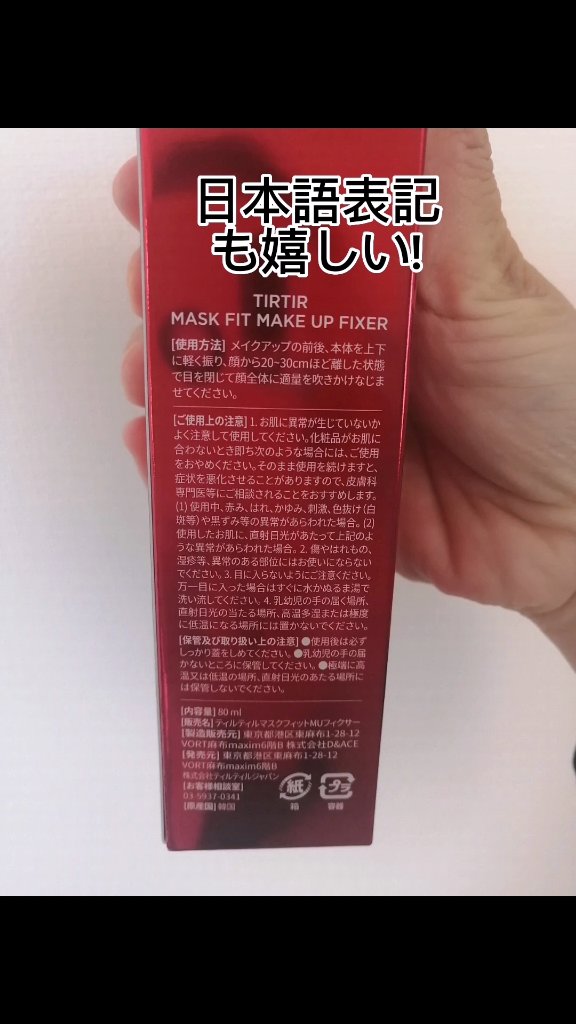 日本語表記
も嬉しい!
TIRTIR
MASK FIT MAKE UP FIXER
[使用方法] メイクアップの前後、本体を上下
に軽く振り、顔から20~30cmほど離した状態
で目を閉じて顔全体に適量を吹きかけなじま
せてください。
[ご使用上の注意] 1. お肌に異常が生じていないか
よく注意して使用してください。化粧品がお肌に
合わないとき即ち次のような場合には、ご使用
をおやめください。そのまま使用を続けますと、
症状を悪化させることがありますので、皮膚科
専門医等にご相談されることをおすすめします。
(1) 使用中、赤み、はれ、かゆみ、刺激、色抜け(白
斑等)や黒ずみ等の異常があらわれた場合。(2)
使用したお肌に、直射日光があたって上記のよ
うな異常があらわれた場合。2. 傷やはれもの、
湿疹等、異常のある部位にはお使いにならない
でください。3. 目に入らないようにご注意ください。
万一目に入った場合はすぐに水かぬるま湯で
洗い流してください。4. 乳幼児の手の届く場所、
直射日光の当たる場所、高温多湿または極度
に低温になる場所には置かないでください。
[保管及び取り扱い上の注意] ●使用後は必ず
しっかり蓋をしめてください。●乳幼児の手の届
かないところに保管してください。●極端に高
温又は低温の場所、直射日光のあたる場所に
は保管しないでください。
[内容量] 80 ml
[販売名] ティルティルマスクフィットMUフィクサー
[製造販売元] 東京都港区東麻布1-28-12
VORT麻布maxim6階B 株式会社D&ACE
[発売元] 東京都港区東麻布1-28-12
VORT麻布maxim6階B
株式会社ティルティルジャパン
[お客様相談室]
03-5937-0341
[原産国] 韓国
紙
箱
プラ
容器